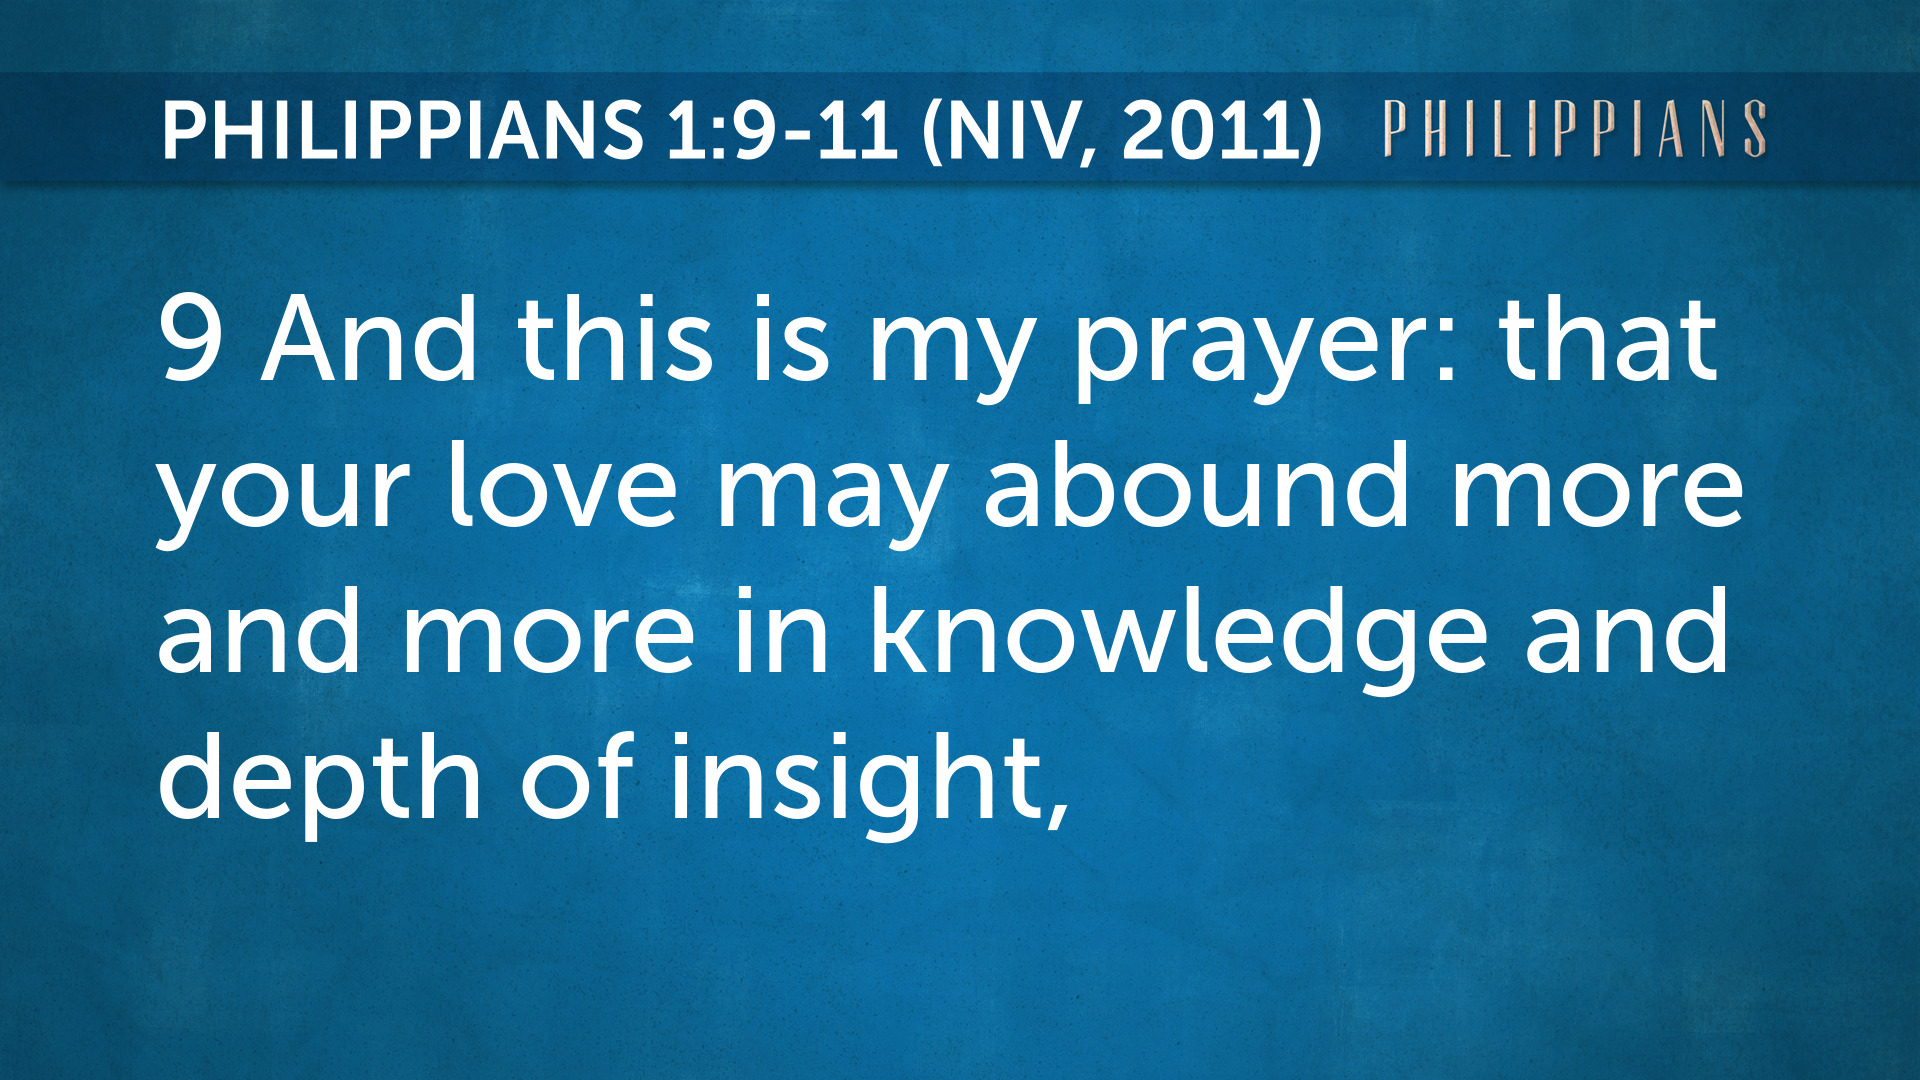 PHILIPPIANS 1:9-11 (NIV, 2011) PHILIPPIANS
9 And this is my prayer: that
your love may abound more
and more in knowledge and
depth of insight,